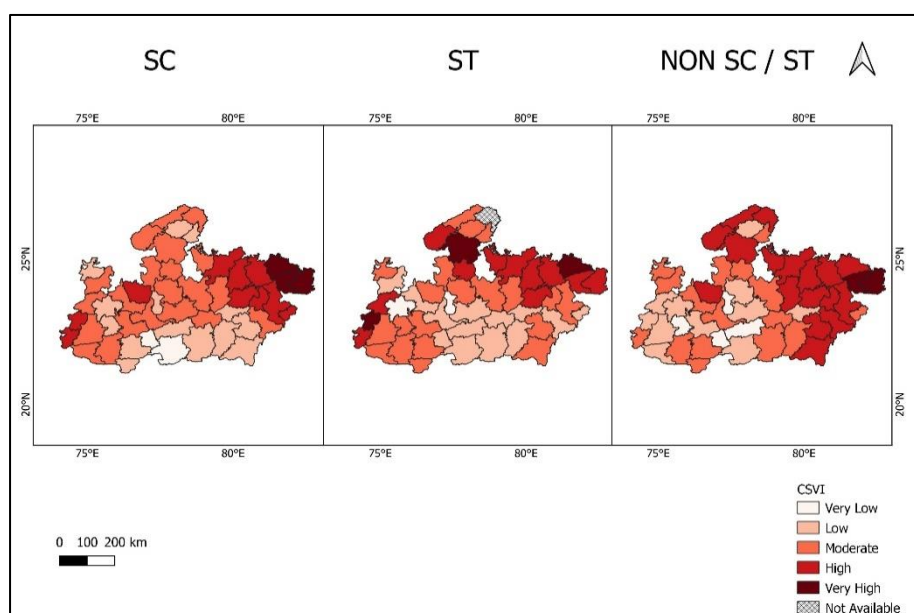 SC ST NON SC / ST
75°E 80°E 75°E 80°E 75°E 80°E
25°N 25°N
20°N 20°N
75°E 80°E 75°E 80°E 75°E 80°E
CSVI
Very Low
Low
Moderate
High
Very High
Not Available
0 100 200 km